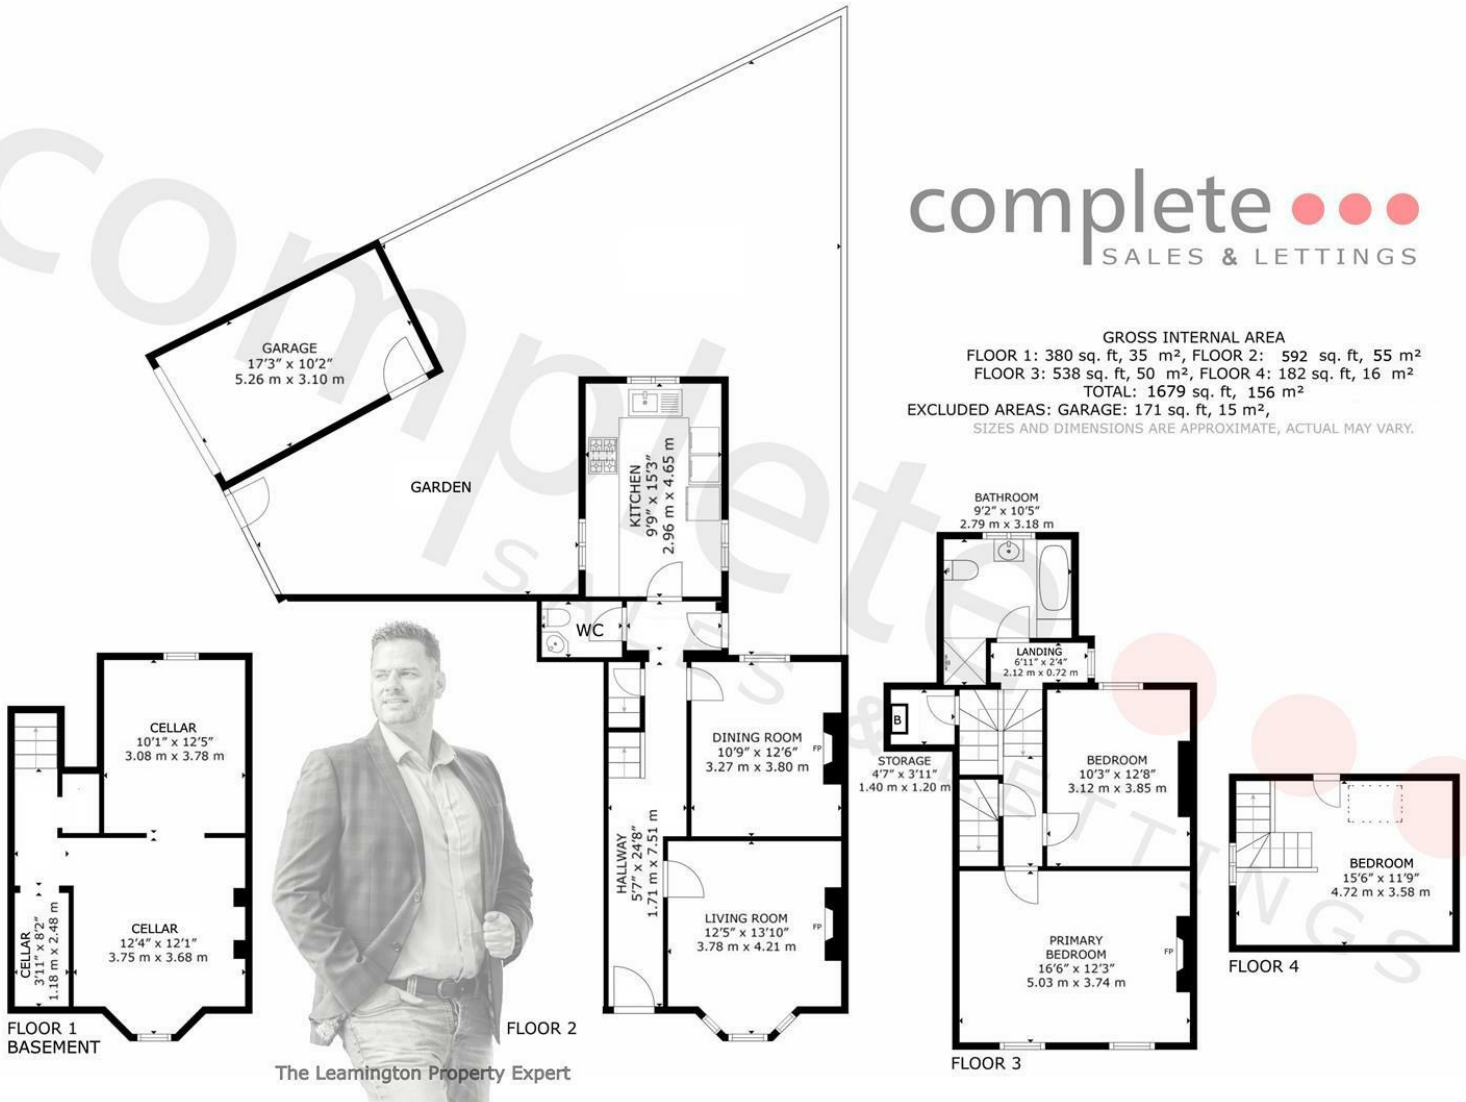 complete
SALES & LETTINGS
complete
SALES & LETTINGS
GROSS INTERNAL AREA
FLOOR 1: 380 sq. ft, 35 m², FLOOR 2: 592 sq. ft, 55 m²
FLOOR 3: 538 sq. ft, 50 m², FLOOR 4: 182 sq. ft, 16 m²
TOTAL: 1679 sq. ft, 156 m²
EXCLUDED AREAS: GARAGE: 171 sq. ft, 15 m²,
SIZES AND DIMENSIONS ARE APPROXIMATE, ACTUAL MAY VARY.
GARAGE
17'3" x 10'2"
5.26 m x 3.10 m
GARDEN
KITCHEN
9'9" x 15'3"
2.96 m x 4.65 m
WC
BATHROOM
9'2" x 10'5"
2.79 m x 3.18 m
LANDING
6'11" x 2'4"
2.12 m x 0.72 m
B
STORAGE
4'7" x 3'11"
1.40 m x 1.20 m
CELLAR
10'1" x 12'5"
3.08 m x 3.78 m
DINING ROOM
10'9" x 12'6"
3.27 m x 3.80 m
FP
BEDROOM
10'3" x 12'8"
3.12 m x 3.85 m
HALLWAY
5'7" x 24'8"
1.71 m x 7.51 m
BEDROOM
15'6" x 11'9"
4.72 m x 3.58 m
CELLAR
12'4" x 12'1"
3.75 m x 3.68 m
CELLAR
3'11" x 8'2"
1.18 m x 2.48 m
LIVING ROOM
12'5" x 13'10"
3.78 m x 4.21 m
FP
PRIMARY
BEDROOM
16'6" x 12'3"
5.03 m x 3.74 m
FP
FLOOR 4
FLOOR 1
BASEMENT
FLOOR 2
FLOOR 3
The Leamington Property Expert